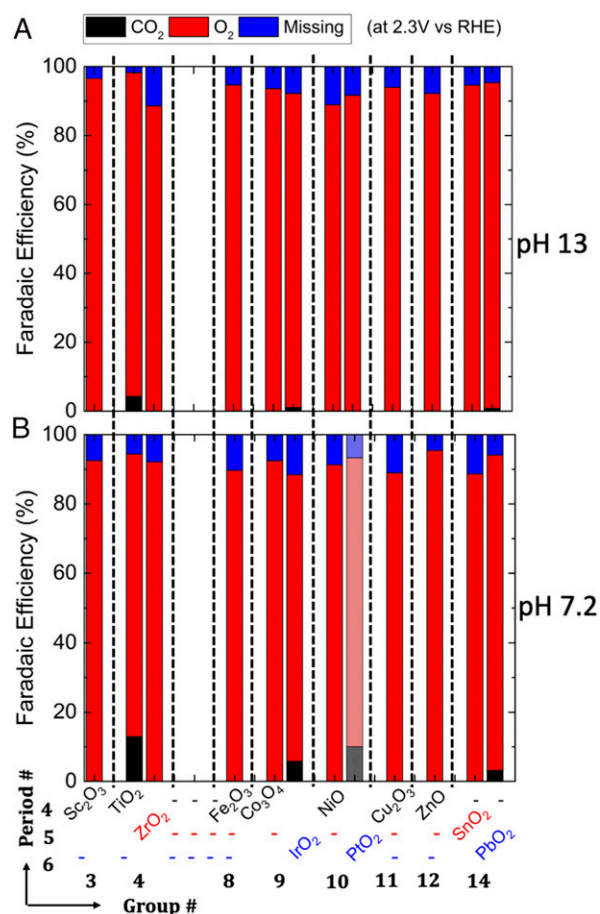 A
CO₂ O₂ Missing (at 2.3V vs RHE)
100
80
60
40
20
0
Faradaic Efficiency (%)
pH 13
B
100
80
60
40
20
0
Faradaic Efficiency (%)
pH 7.2
Sc₂O₃ TiO₂ - - - Fe₂O₃ Co₃O₄ NiO Cu₂O₃ ZnO - -
ZrO₂ - - - - - - - - SnO₂
- - - - - IrO₂ PtO₂ - - PbO₂
Period #
4
5
6
3 4 8 9 10 11 12 14
Group #